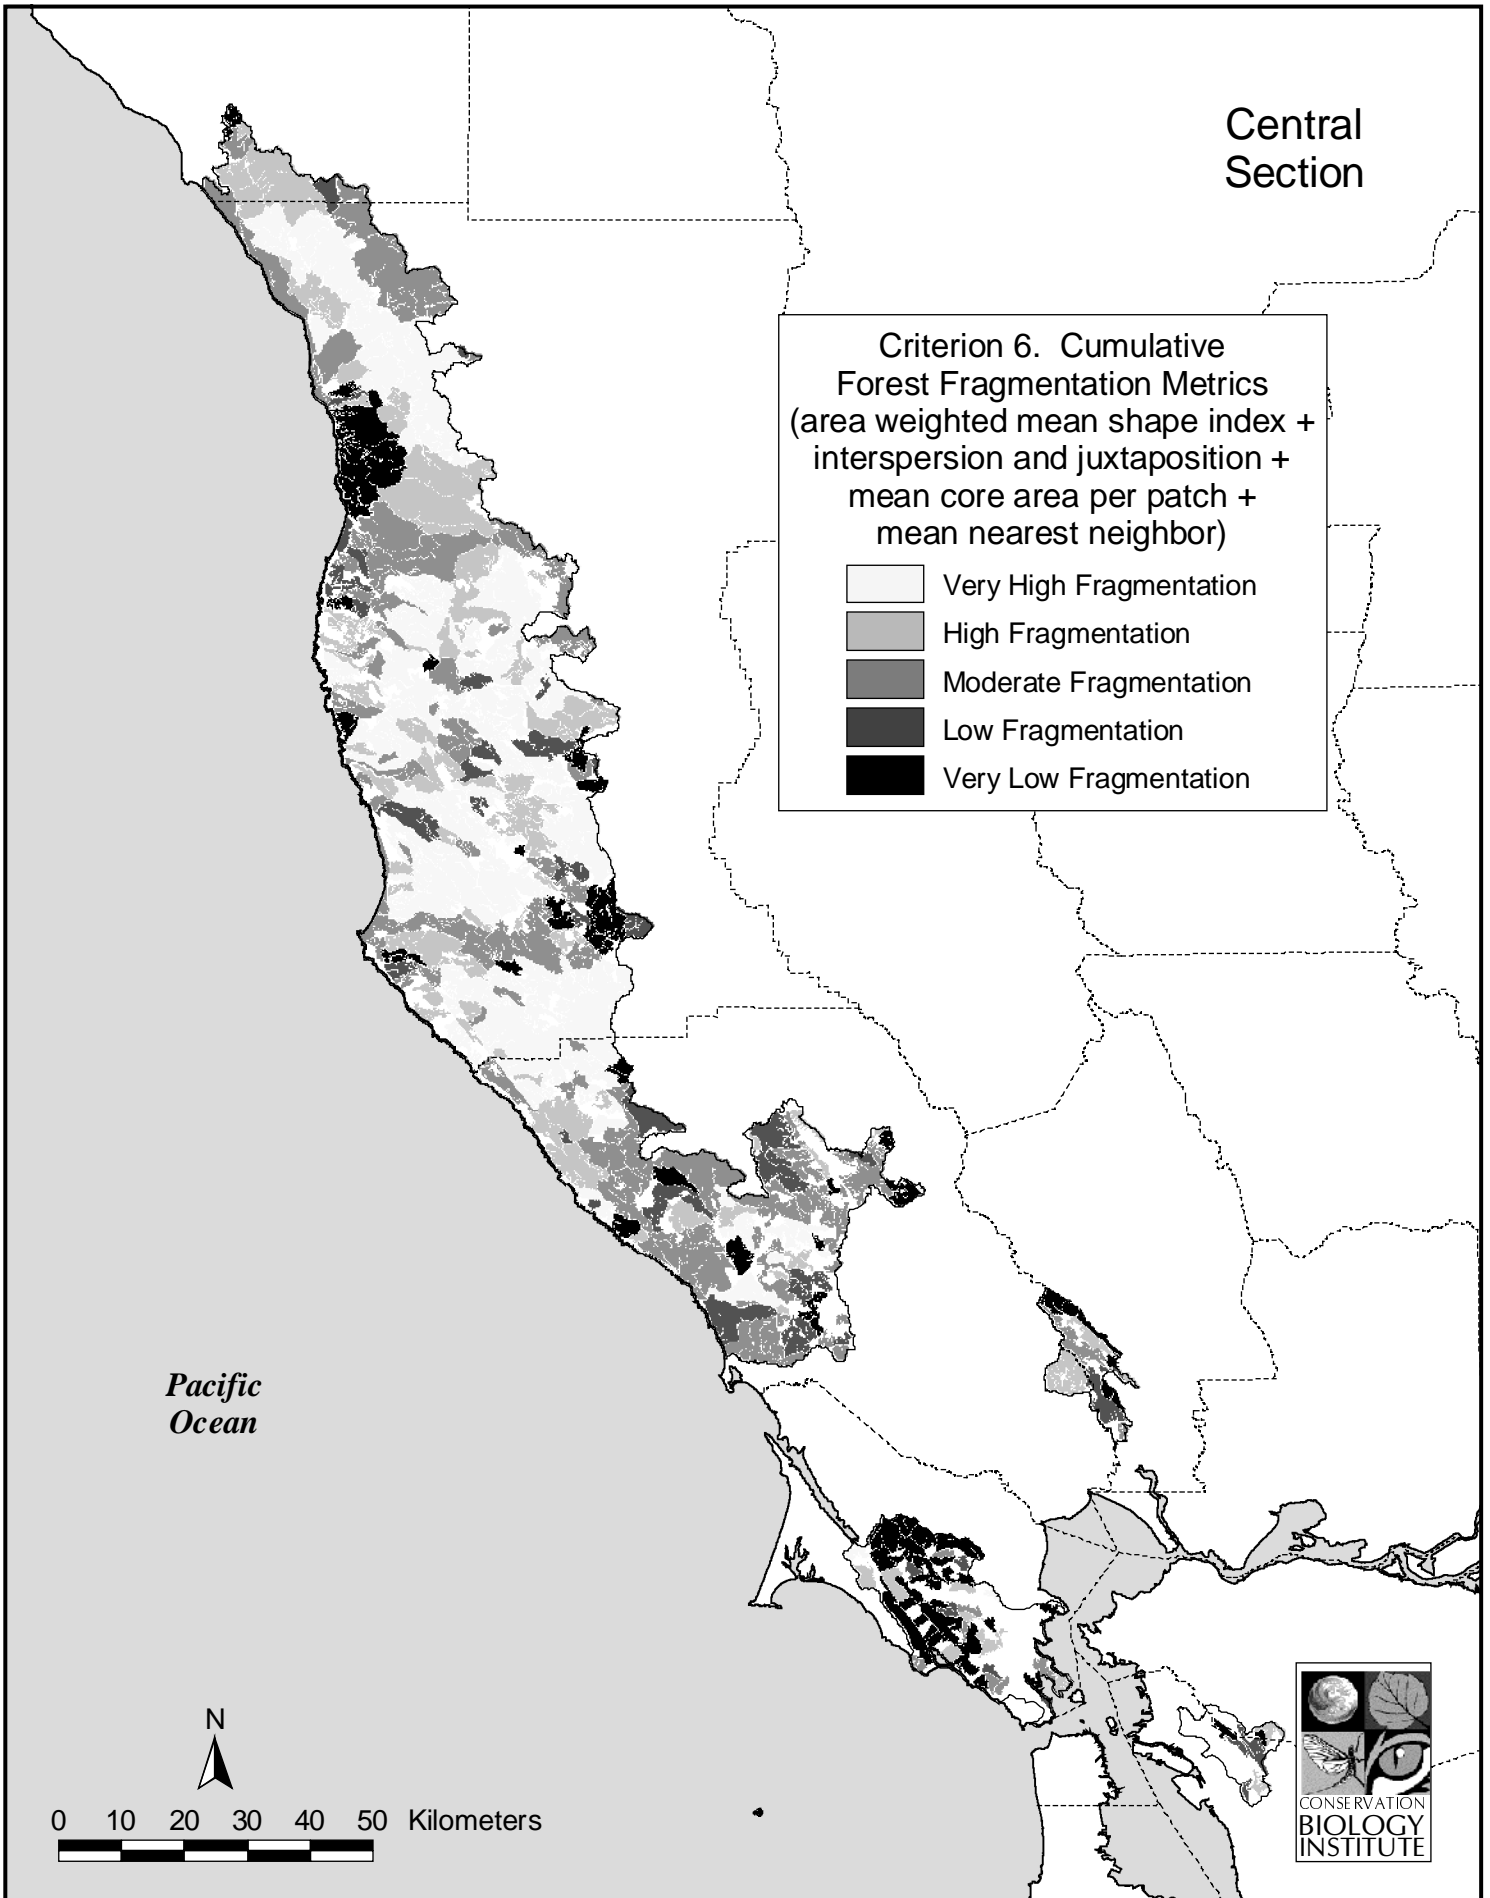 Central
Section
Criterion 6. Cumulative
Forest Fragmentation Metrics
(area weighted mean shape index +
interspersion and juxtaposition +
mean core area per patch +
mean nearest neighbor)
Very High Fragmentation
High Fragmentation
Moderate Fragmentation
Low Fragmentation
Very Low Fragmentation
Pacific
Ocean
N
0 10 20 30 40 50 Kilometers
CONSERVATION
BIOLOGY
INSTITUTE